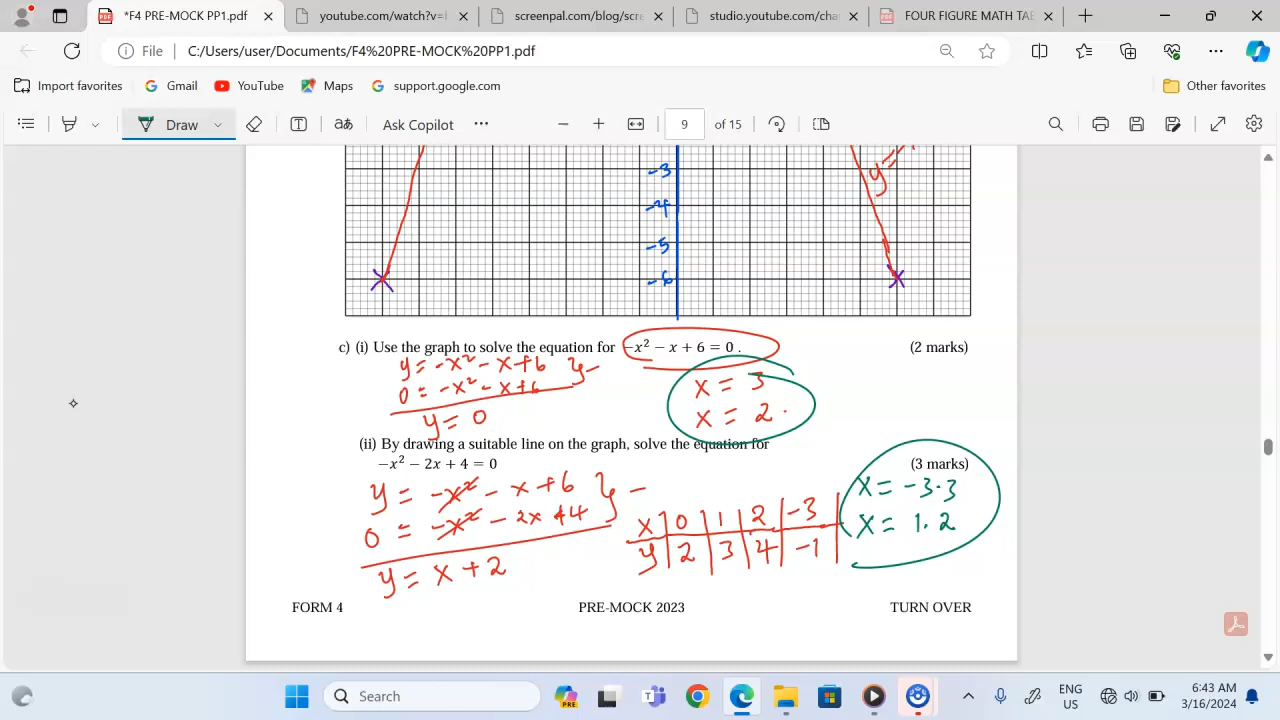 *F4 PRE-MOCK PP1.pdf
youtube.com/watch?v=
screenpal.com/blog/scre
studio.youtube.com/cha
FOUR FIGURE MATH TAB
File
C:/Users/user/Documents/F4%20PRE-MOCK%20PP1.pdf
Import favorites
Gmail
YouTube
Maps
support.google.com
Other favorites
Draw
aあ
Ask Copilot
9
of 15
-3
y=
-4
-5
-6
c) (i) Use the graph to solve the equation for −x² − x + 6 = 0 .
(2 marks)
y = -x² - x + 6
0 = -x² - x + 6
y = 0
x = 3
x = 2
(ii) By drawing a suitable line on the graph, solve the equation for
−x² − 2x + 4 = 0
(3 marks)
y = -x² - x + 6
0 = -x² - 2x + 4
y = x + 2
x | 0 | 1 | 2 | -3
y | 2 | 3 | 4 | -1
x = -3.3
x = 1.2
FORM 4
PRE-MOCK 2023
TURN OVER
Search
PRE
ENG
US
6:43 AM
3/16/2024